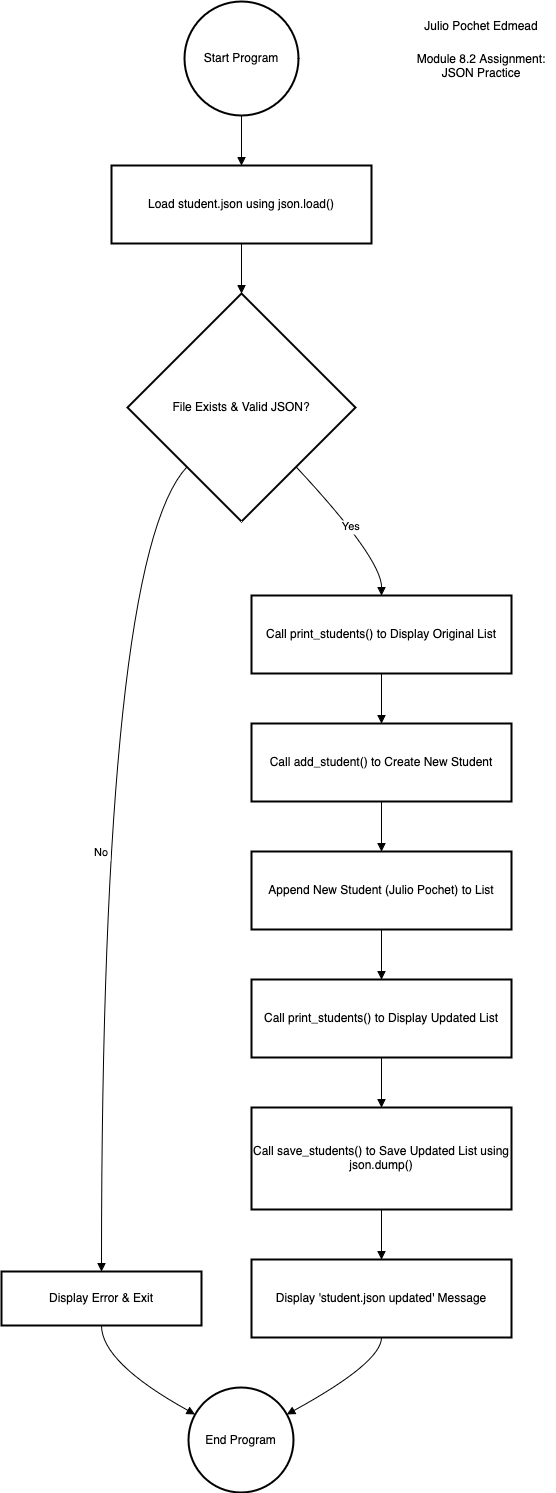 Julio Pochet Edmead
Start Program
Module 8.2 Assignment:
JSON Practice
Load student.json using json.load()
File Exists & Valid JSON?
Yes
Call print_students() to Display Original List
Call add_student() to Create New Student
No
Append New Student (Julio Pochet) to List
Call print_students() to Display Updated List
Call save_students() to Save Updated List using
json.dump()
Display Error & Exit
Display 'student.json updated' Message
End Program